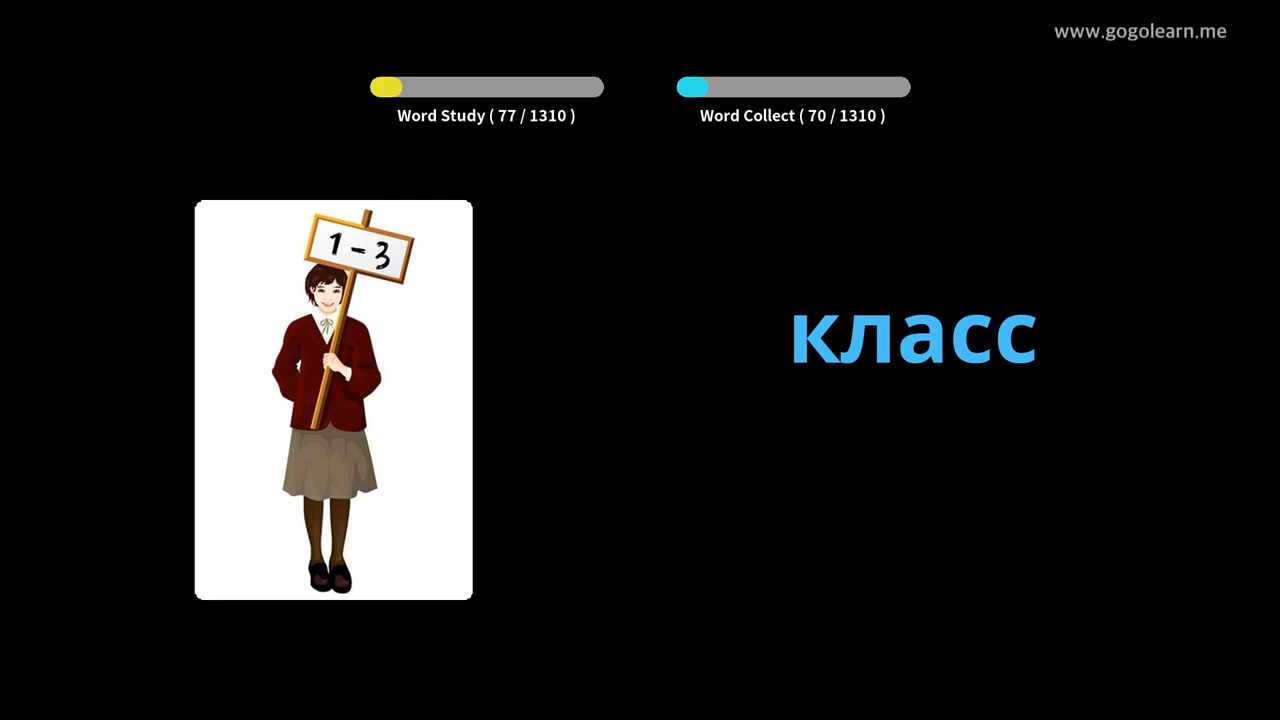 www.gogolearn.me
Word Study ( 77 / 1310 )
Word Collect ( 70 / 1310 )
1 - 3
класс